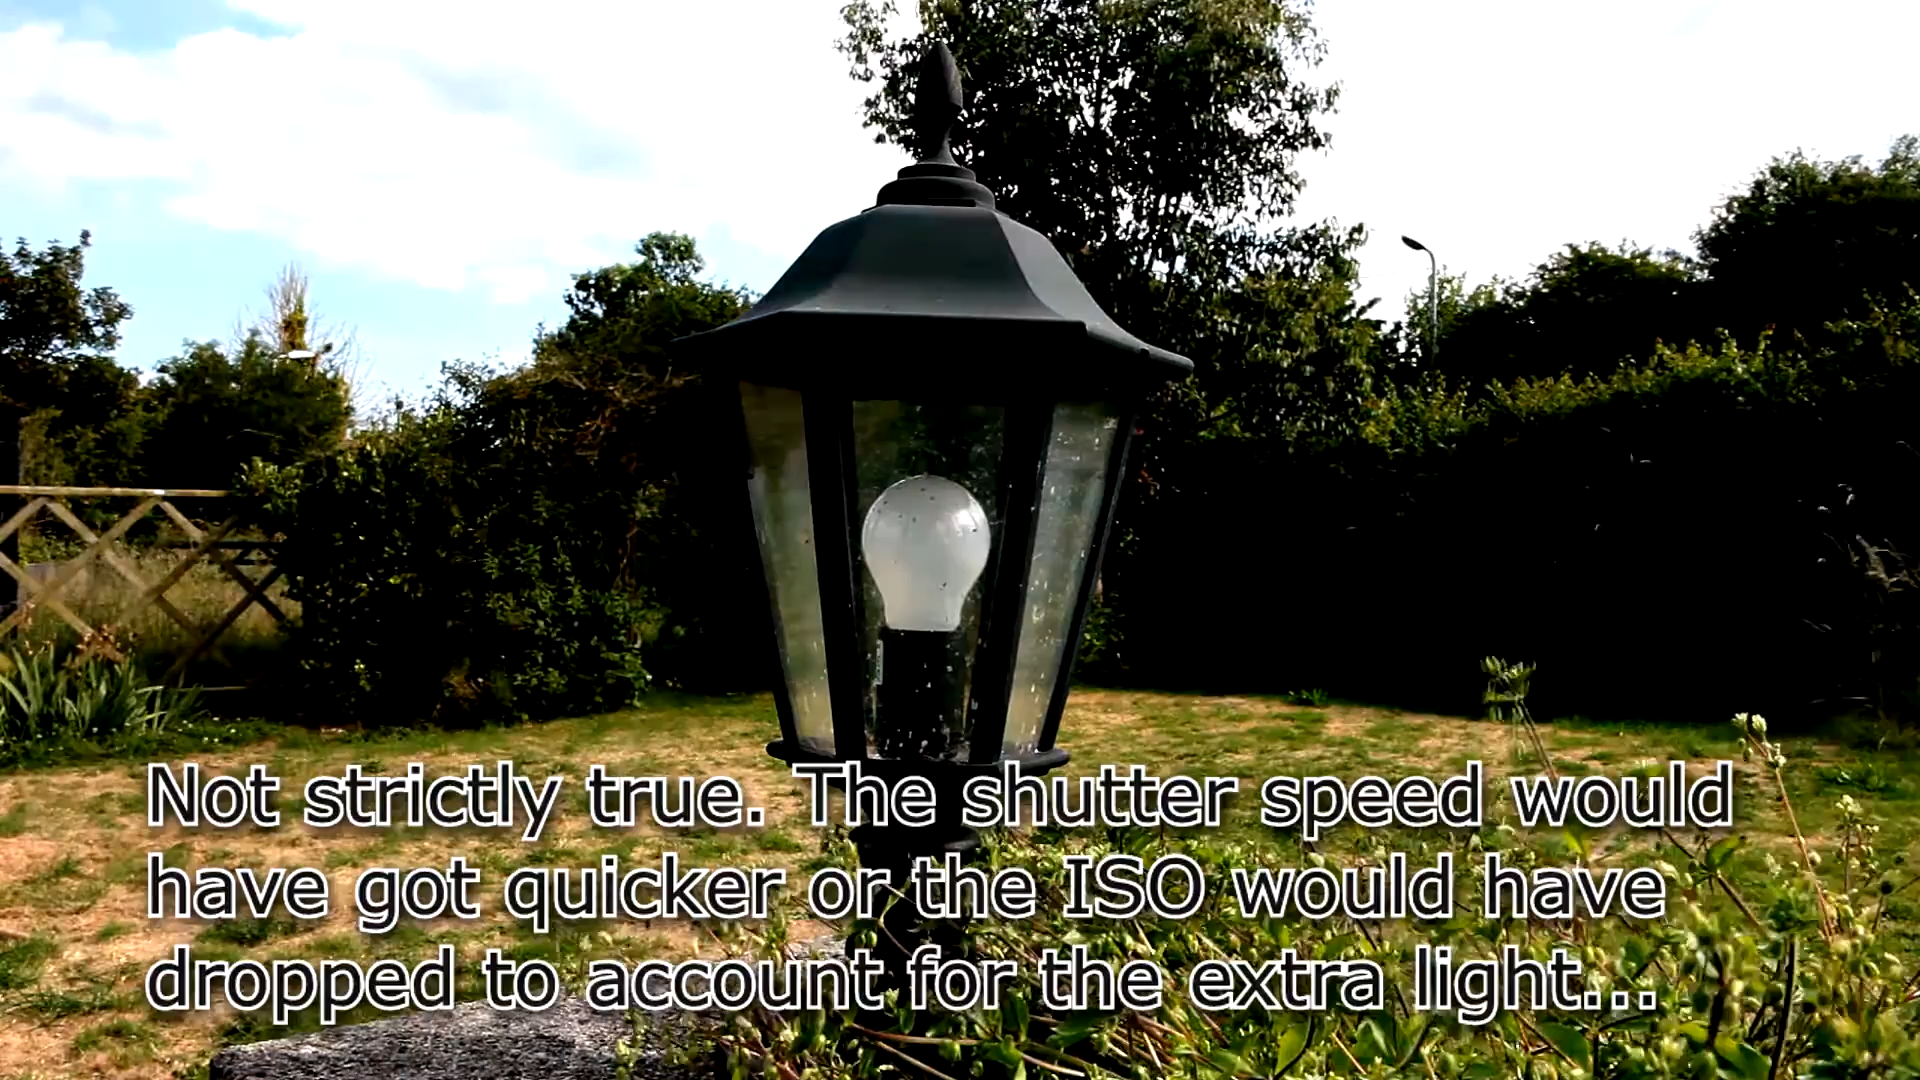 Not strictly true. The shutter speed would
have got quicker or the ISO would have
dropped to account for the extra light...